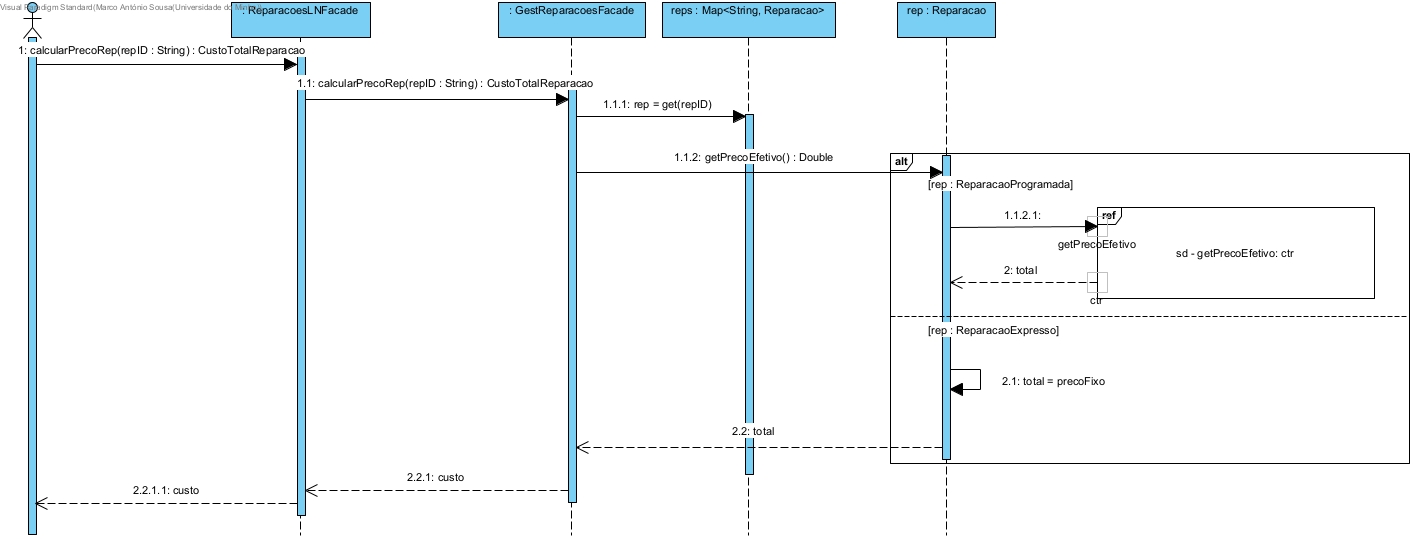 Visual Paradigm Standard(Marco António Sousa(Universidade do
: ReparacoesLNFacade
: GestReparacoesFacade
reps : Map<String, Reparacao>
rep : Reparacao
1: calcularPrecoRep(repID : String) : CustoTotalReparacao
1.1: calcularPrecoRep(repID : String) : CustoTotalReparacao
1.1.1: rep = get(repID)
1.1.2: getPrecoEfetivo() : Double
alt
[rep : ReparacaoProgramada]
1.1.2.1:
ref
getPrecoEfetivo
sd - getPrecoEfetivo: ctr
2: total
ctr
[rep : ReparacaoExpresso]
2.1: total = precoFixo
2.2: total
2.2.1: custo
2.2.1.1: custo